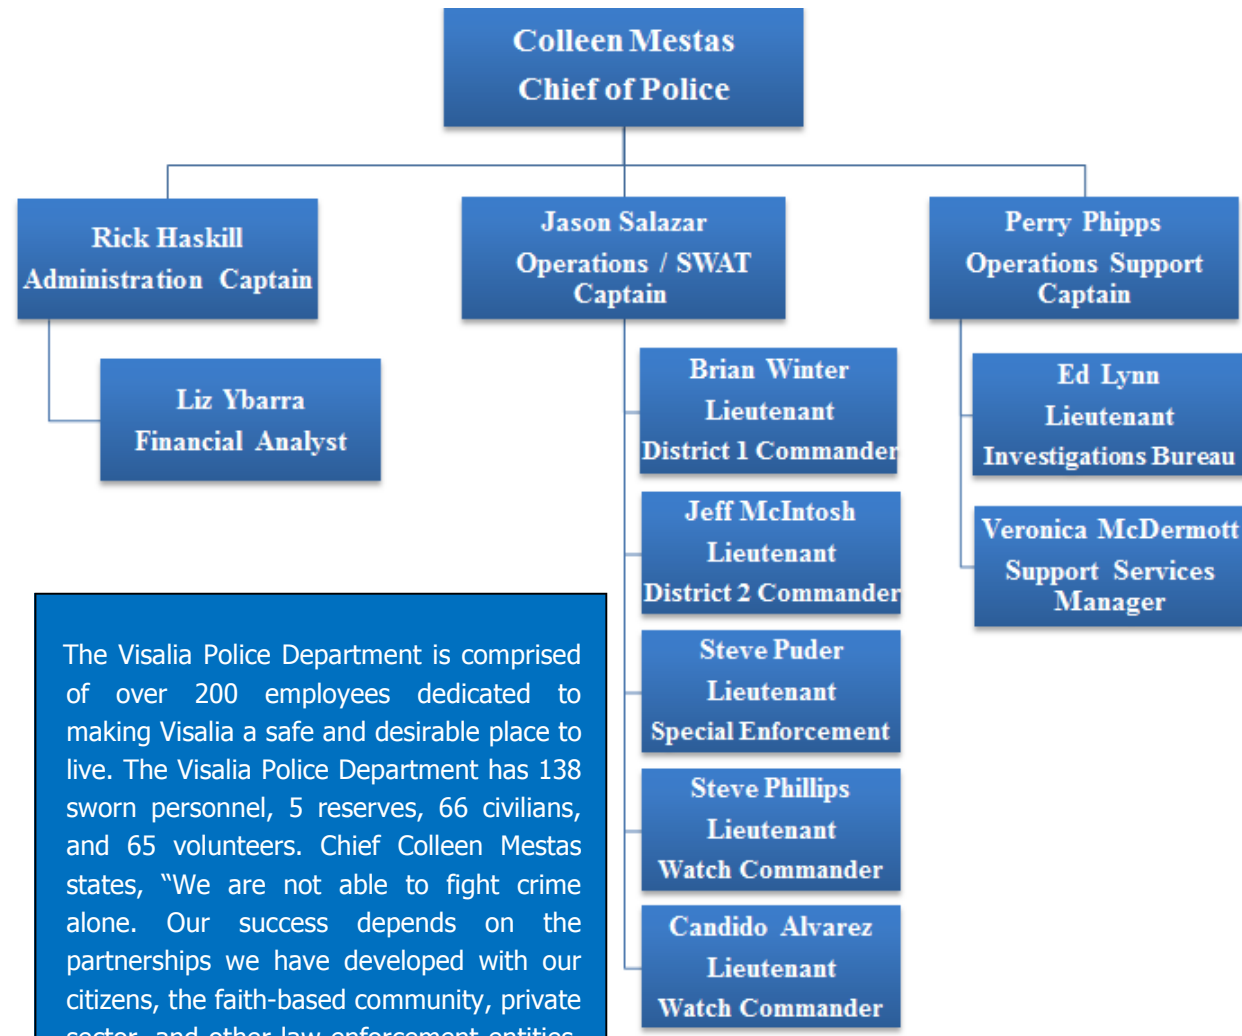 Colleen Mestas
Chief of Police
Rick Haskill
Administration Captain
Liz Ybarra
Financial Analyst
Jason Salazar
Operations / SWAT
Captain
Brian Winter
Lieutenant
District 1 Commander
Jeff McIntosh
Lieutenant
District 2 Commander
Steve Puder
Lieutenant
Special Enforcement
Steve Phillips
Lieutenant
Watch Commander
Candido Alvarez
Lieutenant
Watch Commander
Perry Phipps
Operations Support
Captain
Ed Lynn
Lieutenant
Investigations Bureau
Veronica McDermott
Support Services
Manager
The Visalia Police Department is comprised
of over 200 employees dedicated to
making Visalia a safe and desirable place to
live. The Visalia Police Department has 138
sworn personnel, 5 reserves, 66 civilians,
and 65 volunteers. Chief Colleen Mestas
states, “We are not able to fight crime
alone. Our success depends on the
partnerships we have developed with our
citizens, the faith-based community, private
sector, and other law enforcement entities.